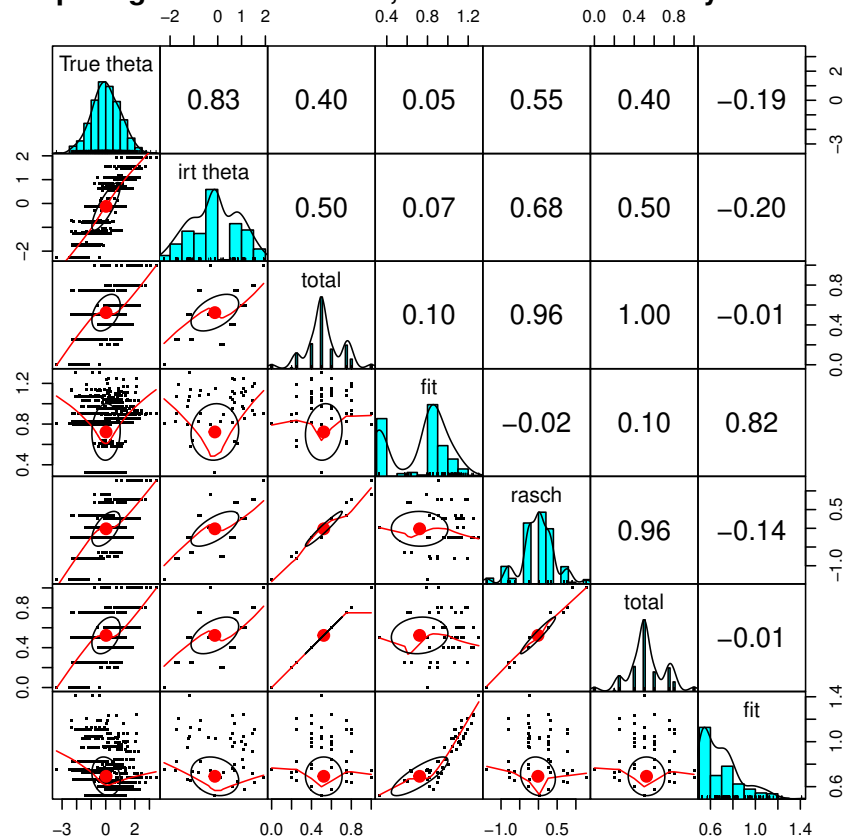 −2 0 1 2 0.4 0.8 1.2 0.0 0.4 0.8
True theta 0.83 0.40 0.05 0.55 0.40 −0.19 −3 0 2
−2 0 1 2 irt theta 0.50 0.07 0.68 0.50 −0.20
total 0.10 0.96 1.00 −0.01 0.0 0.4 0.8
0.4 0.8 1.2 fit −0.02 0.10 0.82
rasch 0.96 −0.14 −1.0 0.5
0.0 0.4 0.8 total −0.01
fit 0.6 1.0 1.4
−3 0 2 0.0 0.4 0.8 −1.0 0.5 0.6 1.0 1.4